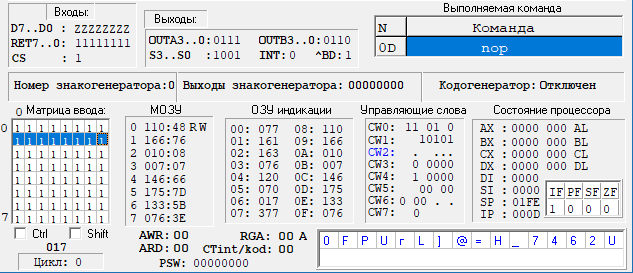 Входы:
D7..D0 : ZZZZZZZZ
RET7..0: 11111111
CS : 1
Выходы:
OUTA3..0:0111 OUTB3..0:0110
S3..S0 :1001 INT:0 ^BD:1
Выполняемая команда
N Команда
0D nop
Номер знакогенератора:0 Выходы знакогенератора: 00000000 Кодогенератор: Отключен
0 Матрица ввода: 7
0 1 1 1 1 1 1 1 1
1 1 1 1 1 1 1 1
1 1 1 1 1 1 1 1
1 1 1 1 1 1 1 1
1 1 1 1 1 1 1 1
1 1 1 1 1 1 1 1
1 1 1 1 1 1 1 1
7 1 1 1 1 1 1 1 1
Ctrl Shift
017
Цикл: 0
МОЗУ
0 110:48 RW
1 166:76
2 010:08
3 007:07
4 146:66
5 175:7D
6 133:5B
7 076:3E
ОЗУ индикации
00: 077 08: 110
01: 161 09: 166
02: 163 0A: 010
03: 076 0B: 007
04: 120 0C: 146
05: 070 0D: 175
06: 017 0E: 133
07: 377 0F: 076
Управляющие слова
CW0: 11 01 0
CW1: 10101
CW2: . ....
CW3: 0 0000
CW4: 1 0000
CW5: 00 00
CW6: 0 00 . .
CW7: 0
Состояние процессора
AX : 0000 000 AL
BX : 0000 000 BL
CX : 0000 000 CL
DX : 0000 000 DL
DI : 0000
SI : 0000
SP : 01FE
IP : 000D
IF PF SF ZF
1 0 0 0
AWR: 00 RGA: 00 A
ARD: 00 CTint/kod: 00
PSW: 00000000
0 F P U r L ] @ = H _ 7 4 6 2 U